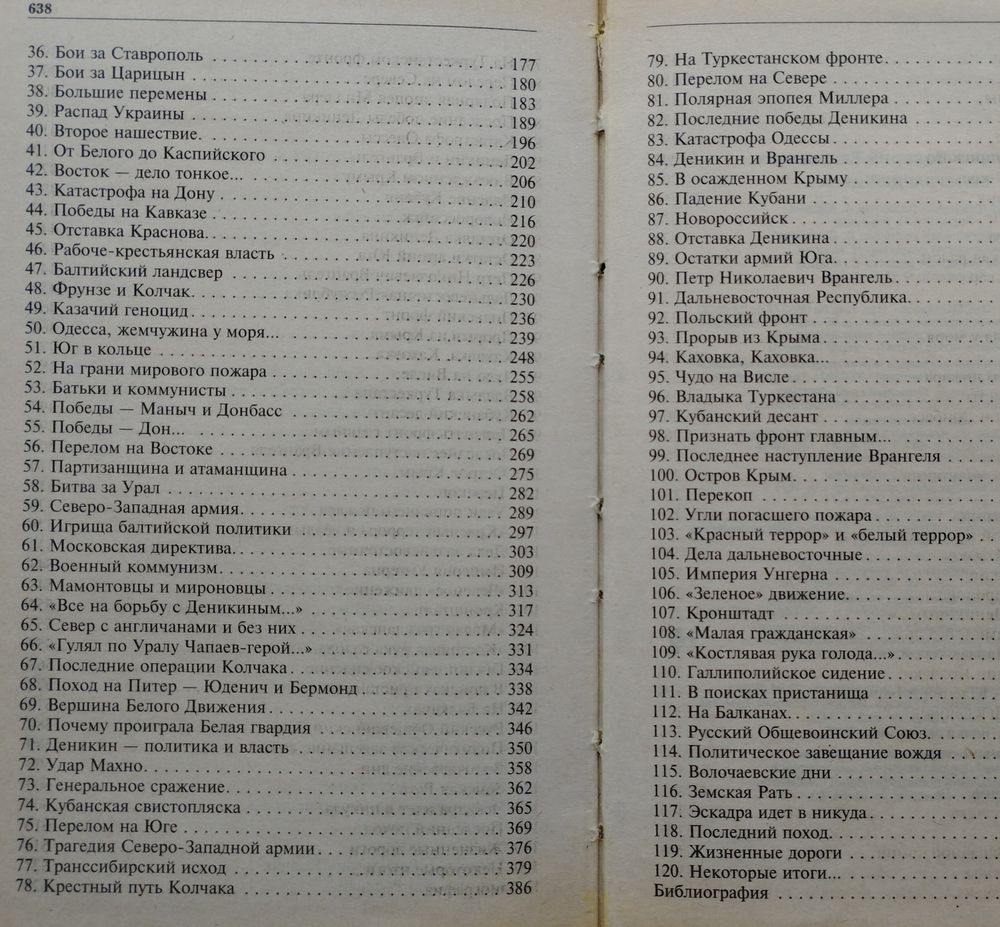 638
36. Бои за Ставрополь . . . . . . . . . . . . . . . . . . . . . . 177
37. Бои за Царицын . . . . . . . . . . . . . . . . . . . . . . . 180
38. Большие перемены . . . . . . . . . . . . . . . . . . . . . . 183
39. Распад Украины . . . . . . . . . . . . . . . . . . . . . . . 189
40. Второе нашествие. . . . . . . . . . . . . . . . . . . . . . . 196
41. От Белого до Каспийского . . . . . . . . . . . . . . . . . . 202
42. Восток — дело тонкое... . . . . . . . . . . . . . . . . . . . 206
43. Катастрофа на Дону . . . . . . . . . . . . . . . . . . . . . 210
44. Победы на Кавказе . . . . . . . . . . . . . . . . . . . . . . 216
45. Отставка Краснова. . . . . . . . . . . . . . . . . . . . . . 220
46. Рабоче-крестьянская власть . . . . . . . . . . . . . . . . . 223
47. Балтийский ландсвер . . . . . . . . . . . . . . . . . . . . . 226
48. Фрунзе и Колчак. . . . . . . . . . . . . . . . . . . . . . . 230
49. Казачий геноцид. . . . . . . . . . . . . . . . . . . . . . . 236
50. Одесса, жемчужина у моря... . . . . . . . . . . . . . . . . . 239
51. Юг в кольце . . . . . . . . . . . . . . . . . . . . . . . . . 248
52. На грани мирового пожара . . . . . . . . . . . . . . . . . . 255
53. Батьки и коммунисты . . . . . . . . . . . . . . . . . . . . . 258
54. Победы — Маныч и Донбасс . . . . . . . . . . . . . . . . . . 262
55. Победы — Дон... . . . . . . . . . . . . . . . . . . . . . . . 265
56. Перелом на Востоке . . . . . . . . . . . . . . . . . . . . . 269
57. Партизанщина и атаманщина . . . . . . . . . . . . . . . . . . 275
58. Битва за Урал . . . . . . . . . . . . . . . . . . . . . . . . 282
59. Северо-Западная армия. . . . . . . . . . . . . . . . . . . . 289
60. Игрища балтийской политики . . . . . . . . . . . . . . . . . 297
61. Московская директива. . . . . . . . . . . . . . . . . . . . . 303
62. Военный коммунизм. . . . . . . . . . . . . . . . . . . . . . 309
63. Мамонтовцы и мироновцы . . . . . . . . . . . . . . . . . . . 313
64. «Все на борьбу с Деникиным...» . . . . . . . . . . . . . . . 317
65. Север с англичанами и без них . . . . . . . . . . . . . . . . 324
66. «Гулял по Уралу Чапаев-герой...» . . . . . . . . . . . . . . 331
67. Последние операции Колчака . . . . . . . . . . . . . . . . . 334
68. Поход на Питер — Юденич и Бермонд . . . . . . . . . . . . . . 338
69. Вершина Белого Движения. . . . . . . . . . . . . . . . . . . 342
70. Почему проиграла Белая гвардия . . . . . . . . . . . . . . . 346
71. Деникин — политика и власть . . . . . . . . . . . . . . . . . 350
72. Удар Махно. . . . . . . . . . . . . . . . . . . . . . . . . . 358
73. Генеральное сражение. . . . . . . . . . . . . . . . . . . . . 362
74. Кубанская свистопляска . . . . . . . . . . . . . . . . . . . 365
75. Перелом на Юге . . . . . . . . . . . . . . . . . . . . . . . 369
76. Трагедия Северо-Западной армии. . . . . . . . . . . . . . . . 376
77. Транссибирский исход . . . . . . . . . . . . . . . . . . . . 379
78. Крестный путь Колчака . . . . . . . . . . . . . . . . . . . . 386
79. На Туркестанском фронте. . . . . . . .
80. Перелом на Севере . . . . . . . . . . .
81. Полярная эпопея Миллера . . . . . . .
82. Последние победы Деникина . . . . . .
83. Катастрофа Одессы . . . . . . . . . . .
84. Деникин и Врангель . . . . . . . . . .
85. В осажденном Крыму . . . . . . . . . .
86. Падение Кубани . . . . . . . . . . . .
87. Новороссийск . . . . . . . . . . . . .
88. Отставка Деникина . . . . . . . . . . .
89. Остатки армий Юга. . . . . . . . . . .
90. Петр Николаевич Врангель . . . . . . .
91. Дальневосточная Республика. . . . . .
92. Польский фронт . . . . . . . . . . . .
93. Прорыв из Крыма . . . . . . . . . . . .
94. Каховка, Каховка... . . . . . . . . . .
95. Чудо на Висле . . . . . . . . . . . . .
96. Владыка Туркестана . . . . . . . . . .
97. Кубанский десант . . . . . . . . . . .
98. Признать фронт главным... . . . . . .
99. Последнее наступление Врангеля . . . .
100. Остров Крым. . . . . . . . . . . . . .
101. Перекоп . . . . . . . . . . . . . . .
102. Угли погасшего пожара . . . . . . . .
103. «Красный террор» и «белый террор» . .
104. Дела дальневосточные . . . . . . . . .
105. Империя Унгерна . . . . . . . . . . .
106. «Зеленое» движение. . . . . . . . . .
107. Кронштадт . . . . . . . . . . . . . .
108. «Малая гражданская» . . . . . . . . .
109. «Костлявая рука голода...» . . . . . .
110. Галлиполийское сидение . . . . . . . .
111. В поисках пристанища . . . . . . . . .
112. На Балканах. . . . . . . . . . . . . .
113. Русский Общевоинский Союз. . . . . . .
114. Политическое завещание вождя . . . .
115. Волочаевские дни . . . . . . . . . . .
116. Земская Рать . . . . . . . . . . . . .
117. Эскадра идет в никуда . . . . . . . .
118. Последний поход. . . . . . . . . . . .
119. Жизненные дороги . . . . . . . . . . .
120. Некоторые итоги... . . . . . . . . . .
Библиография . . . . . . . . . . . . . . .